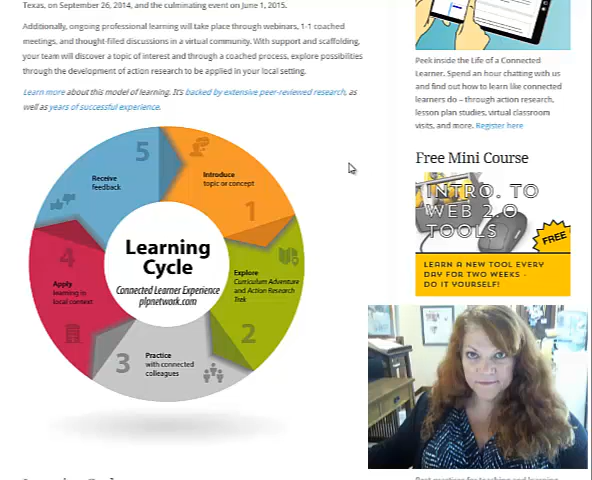 Texas, on September 26, 2014, and the culminating event on June 1, 2015.
Additionally, ongoing professional learning will take place through webinars, 1-1 coached
meetings, and thought-filled discussions in a virtual community. With support and scaffolding,
your team will discover a topic of interest and through a coached process, explore possibilities
through the development of action research to be applied in your local setting.
Learn more about this model of learning. It's backed by extensive peer-reviewed research, as
well as years of successful experience.
5
Receive
feedback
Introduce
topic or concept
1
4
Apply
learning in
local context
Learning
Cycle
Connected Learner Experience
plpnetwork.com
Explore
Curriculum Adventure
and Action Research
Trek
2
3
Practice
with connected
colleagues
Peek inside the Life of a Connected
Learner. Spend an hour chatting with us
and find out how to learn like connected
learners do – through action research,
lesson plan studies, virtual classroom
visits, and more. Register here
Free Mini Course
INTRO. TO
WEB 2.0
TOOLS
FREE
LEARN A NEW TOOL EVERY
DAY FOR TWO WEEKS -
DO IT YOURSELF!